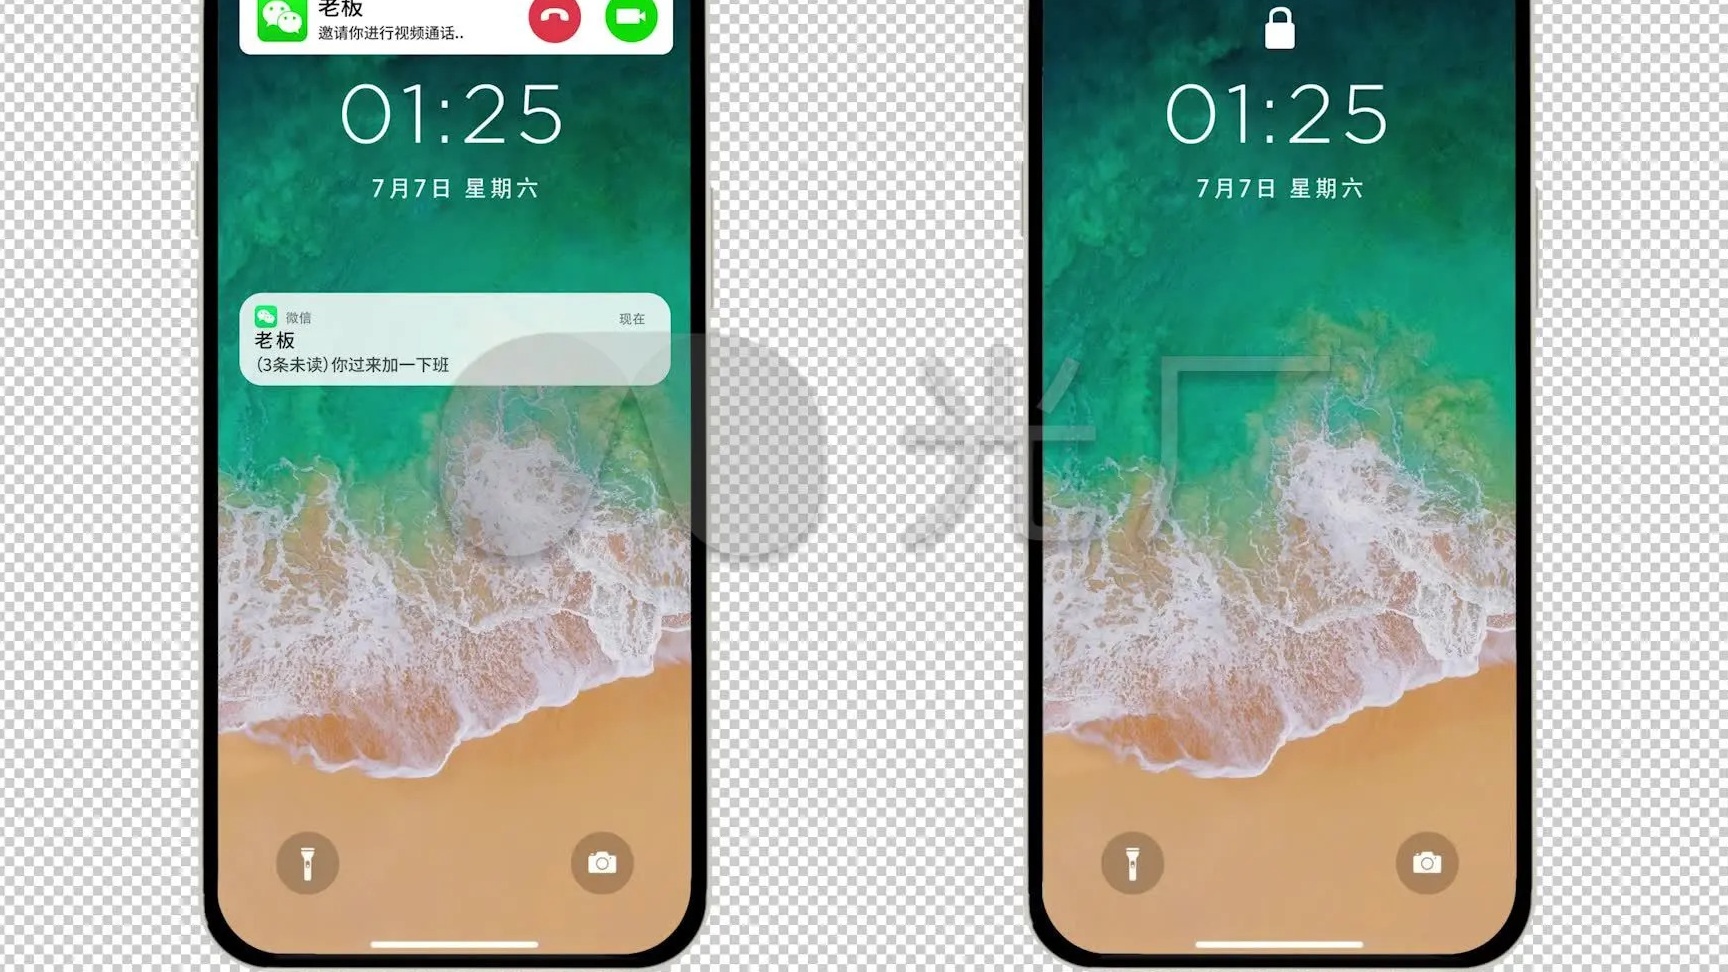 老板
邀请你进行视频通话..
01:25
7月7日 星期六
微信 现在
老板
(3条未读)你过来加一下班
01:25
7月7日 星期六
光厂